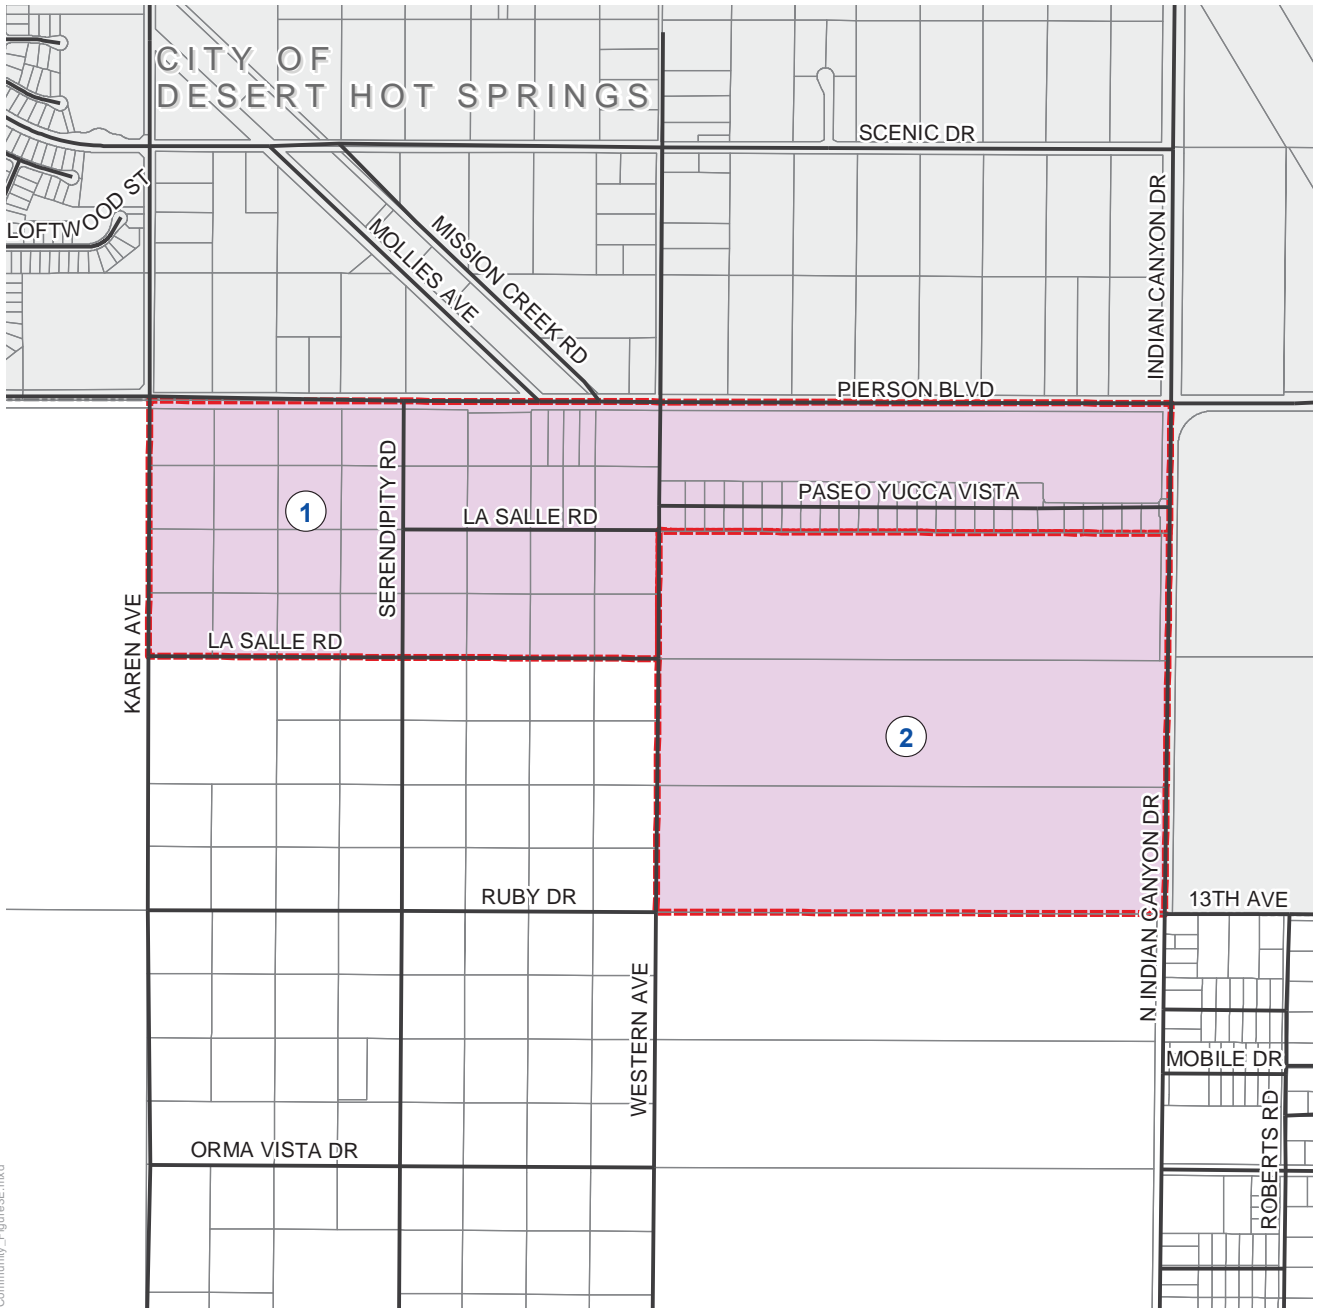 CITY OF
DESERT HOT SPRINGS
SCENIC DR
LOFTWOOD ST
MISSION CREEK RD
MOLLIES AVE
INDIAN CANYON DR
PIERSON BLVD
SERENDIPITY RD
1
PASEO YUCCA VISTA
LA SALLE RD
KAREN AVE
LA SALLE RD
2
N INDIAN CANYON DR
RUBY DR
13TH AVE
WESTERN AVE
MOBILE DR
ROBERTS RD
ORMA VISTA DR
Community_Figure3E.mxd